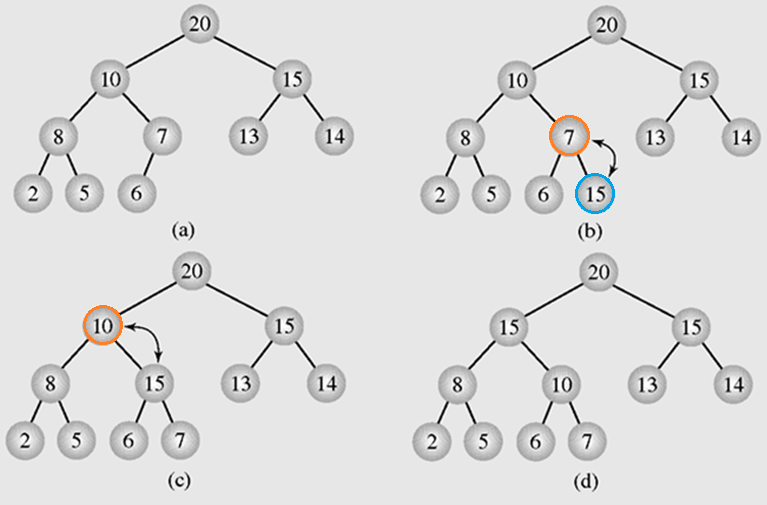 20
10 15
8 7 13 14
2 5 6
(a)
20
10 15
8 7 13 14
2 5 6 15
(b)
20
10 15
8 15 13 14
2 5 6 7
(c)
20
15 15
8 10 13 14
2 5 6 7
(d)